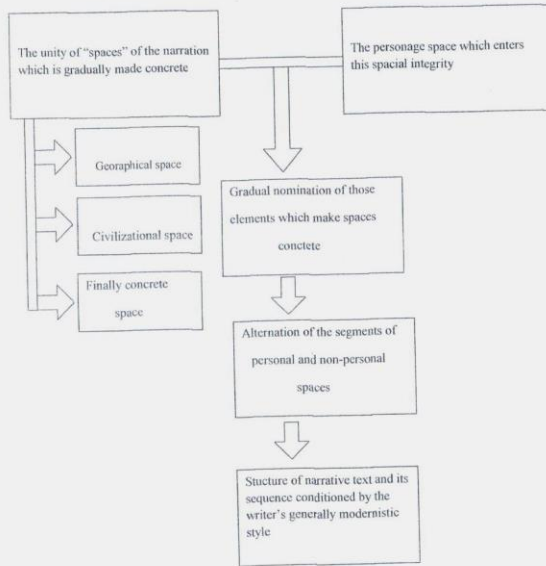 The unity of "spaces" of the narration
which is gradually made concrete
The personage space which enters
this spacial integrity
Georaphical space
Civilizational space
Finally concrete
space
Gradual nomination of those
elements which make spaces
conctete
Alternation of the segments of
personal and non-personal
spaces
Stucture of narrative text and its
sequence conditioned by the
writer's generally modernistic
style